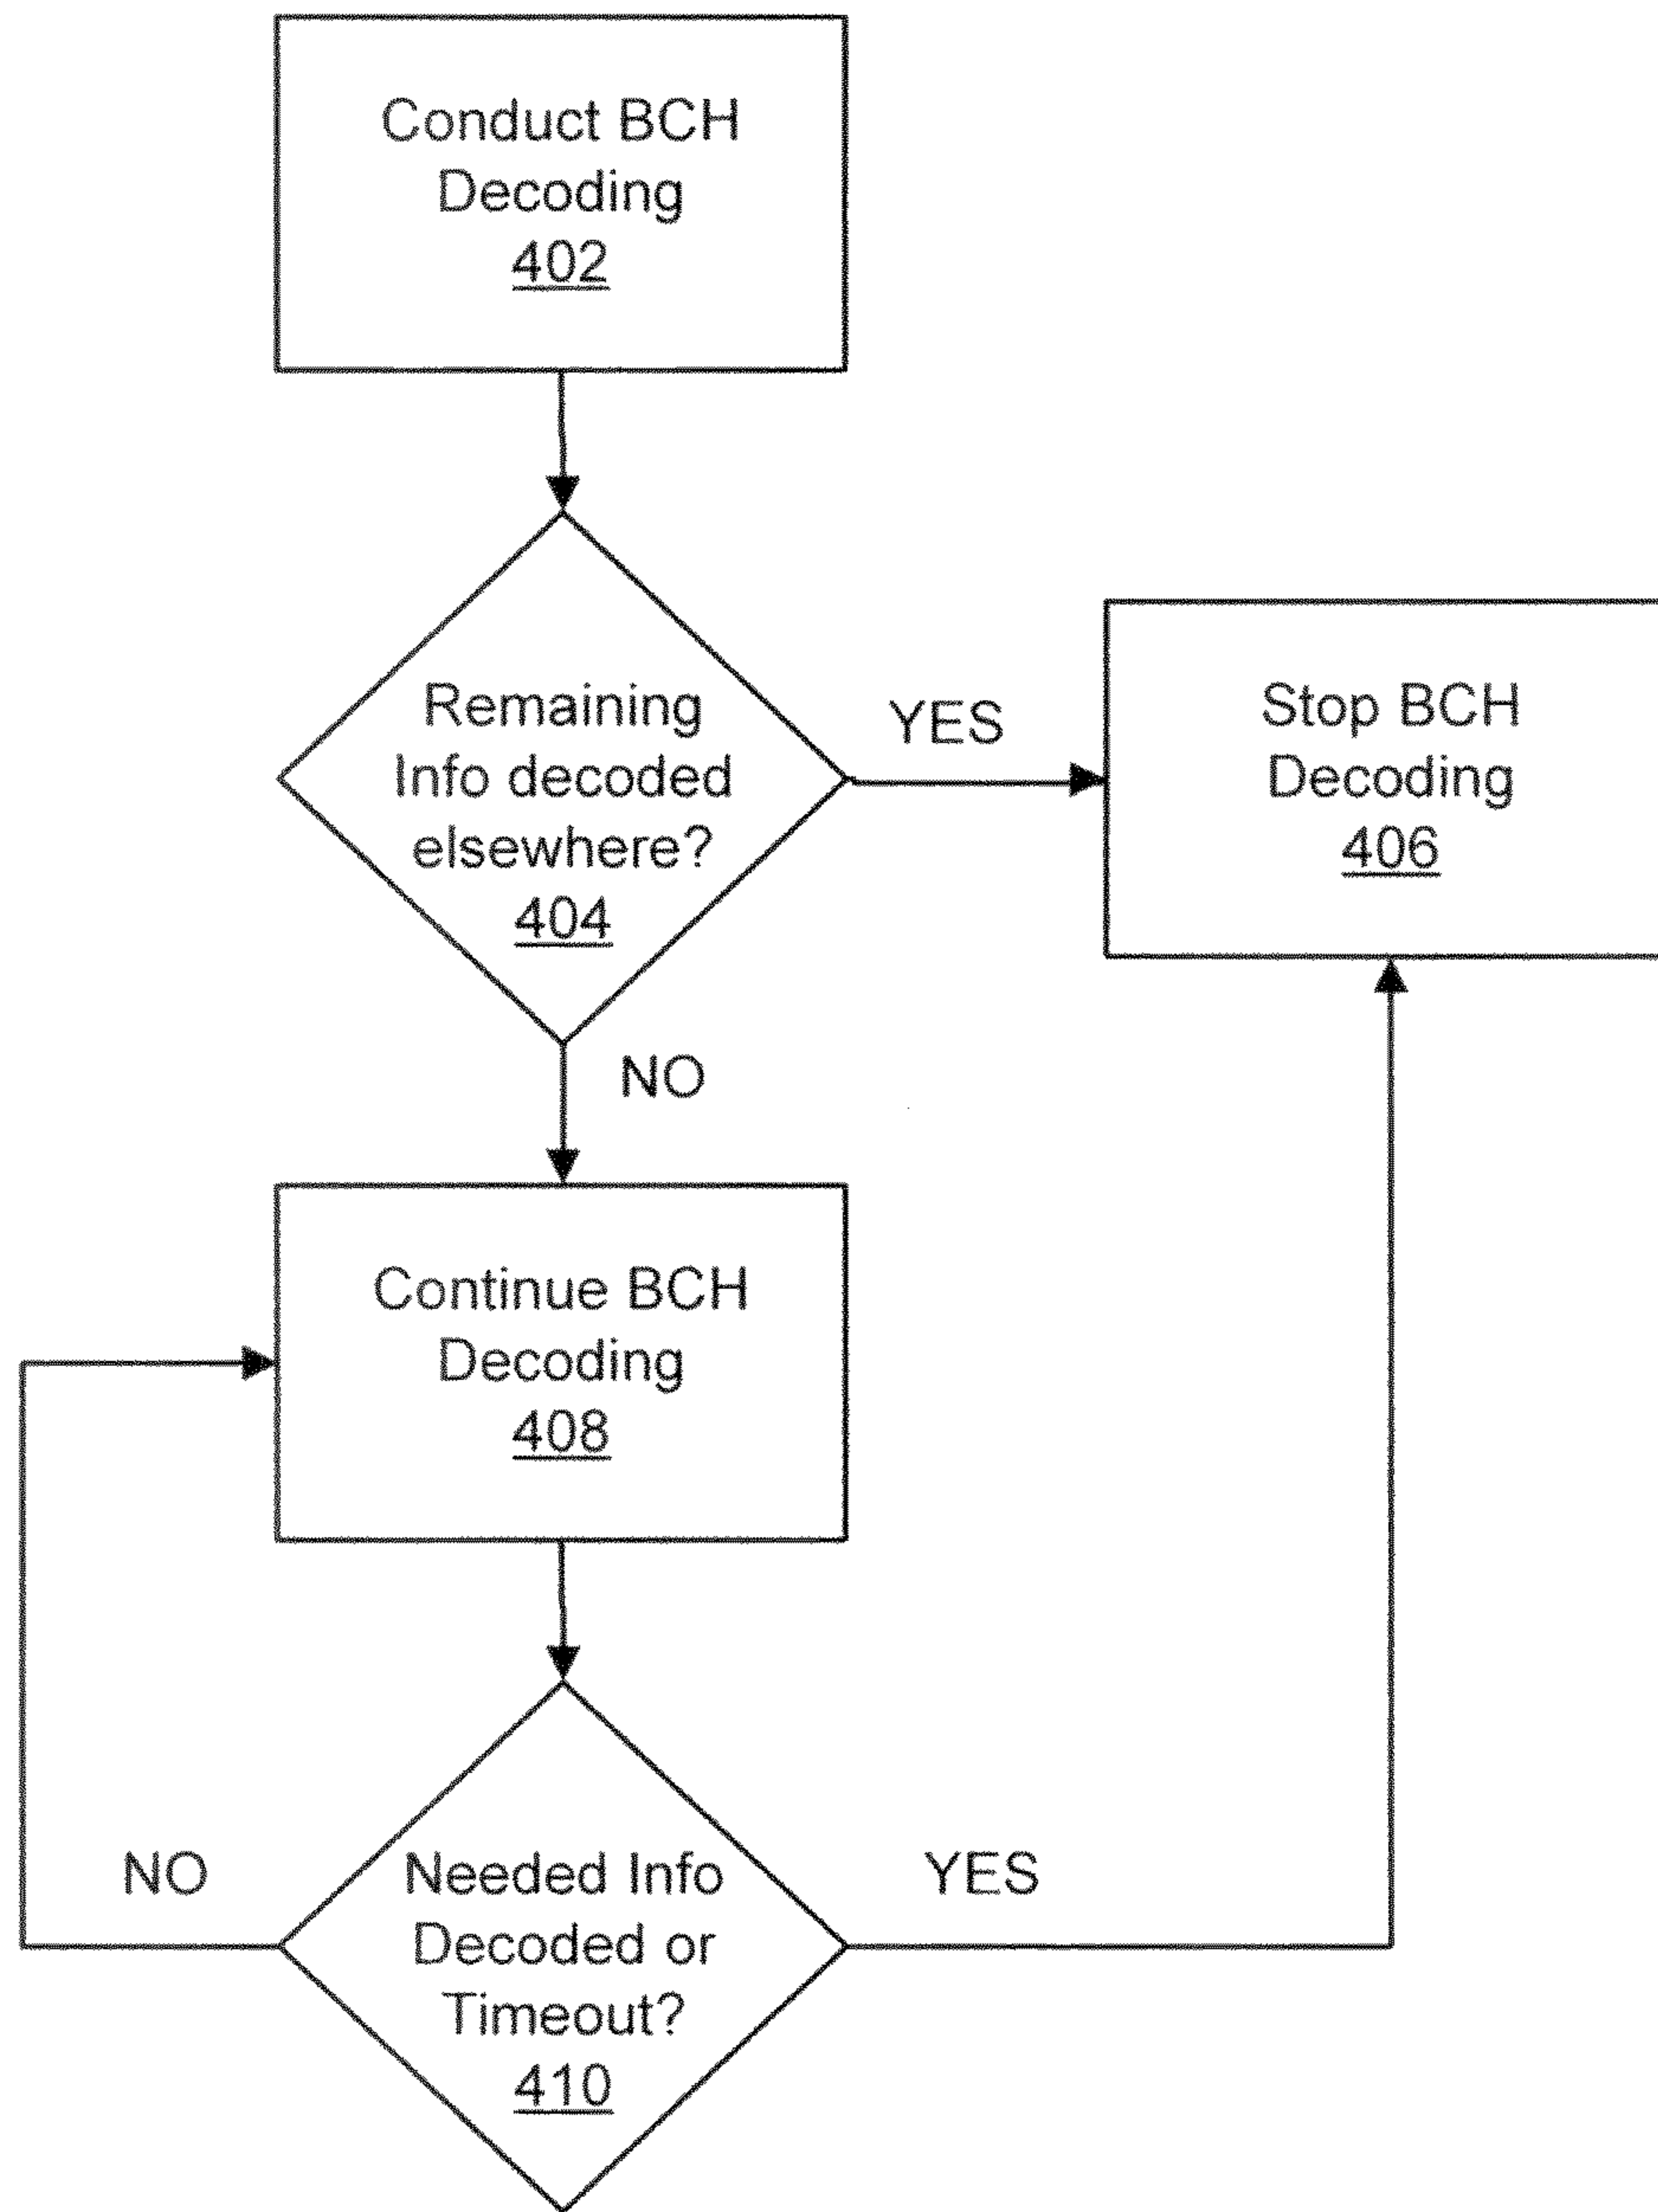 Conduct BCH
Decoding
402
Remaining
Info decoded
elsewhere?
404
YES
Stop BCH
Decoding
406
NO
Continue BCH
Decoding
408
NO
Needed Info
Decoded or
Timeout?
410
YES